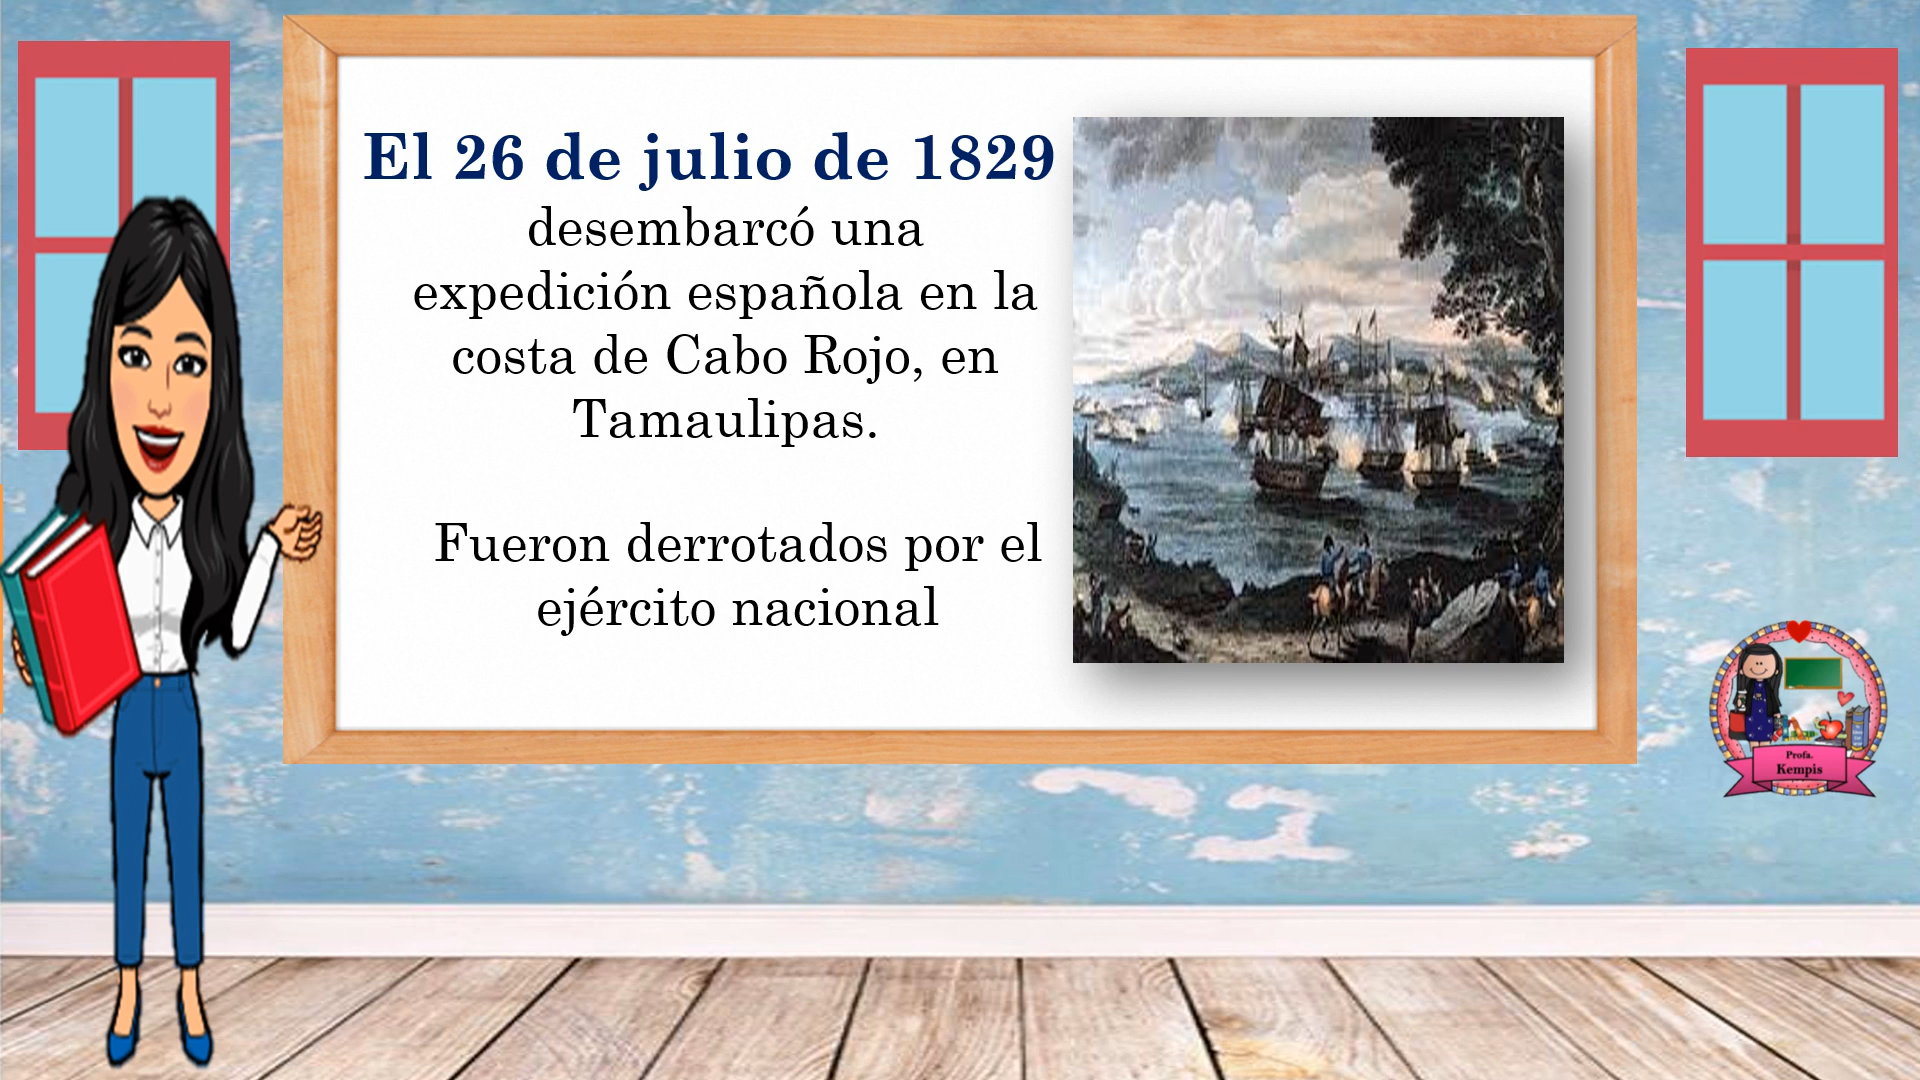 El 26 de julio de 1829
desembarcó una
expedición española en la
costa de Cabo Rojo, en
Tamaulipas.
Fueron derrotados por el
ejército nacional
Profa.
Kempis